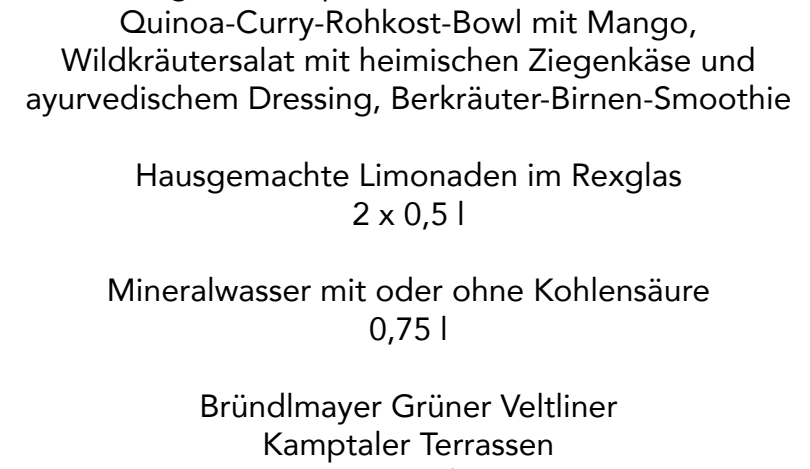 Quinoa-Curry-Rohkost-Bowl mit Mango,
Wildkräutersalat mit heimischen Ziegenkäse und
ayurvedischem Dressing, Berkräuter-Birnen-Smoothie
Hausgemachte Limonaden im Rexglas
2 x 0,5 l
Mineralwasser mit oder ohne Kohlensäure
0,75 l
Bründlmayer Grüner Veltliner
Kamptaler Terrassen